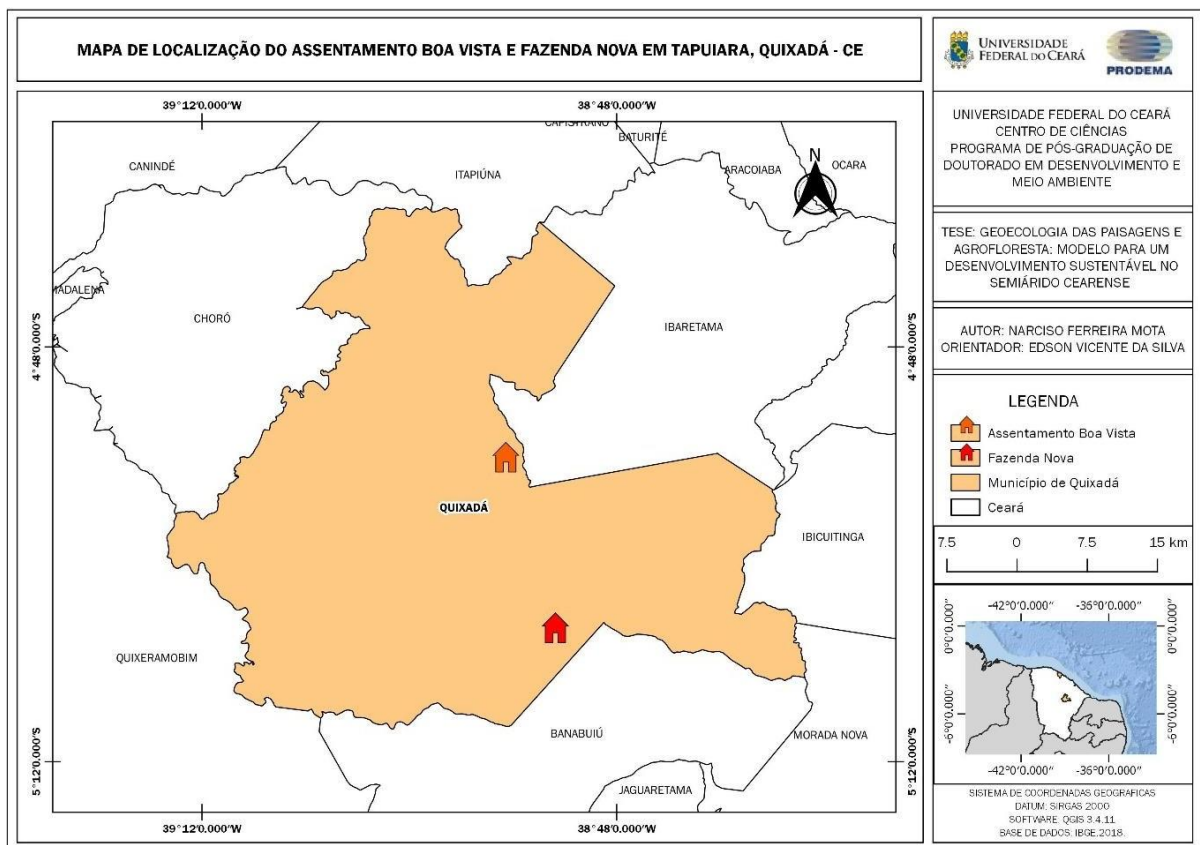 MAPA DE LOCALIZAÇÃO DO ASSENTAMENTO BOA VISTA E FAZENDA NOVA EM TAPUIARA, QUIXADÁ - CE
39°12'0.000"W
38°48'0.000"W
CAPISTRANO
BATURITÉ
CANINDÉ
ITAPIÚNA
ARACOIABA
OCARA
N
MADALENA
CHORÓ
IBARETAMA
4°48'0.000"S
4°48'0.000"S
QUIXADÁ
IBICUITINGA
QUIXERAMOBIM
BANABUIÚ
MORADA NOVA
5°12'0.000"S
5°12'0.000"S
JAGUARETAMA
39°12'0.000"W
38°48'0.000"W
UNIVERSIDADE
FEDERAL DO CEARÁ
PRODEMA
UNIVERSIDADE FEDERAL DO CEARÁ
CENTRO DE CIÊNCIAS
PROGRAMA DE PÓS-GRADUAÇÃO DE
DOUTORADO EM DESENVOLVIMENTO E
MEIO AMBIENTE
TESE: GEOECOLOGIA DAS PAISAGENS E
AGROFLORESTA: MODELO PARA UM
DESENVOLVIMENTO SUSTENTÁVEL NO
SEMIÁRIDO CEARENSE
AUTOR: NARCISO FERREIRA MOTA
ORIENTADOR: EDSON VICENTE DA SILVA
LEGENDA
Assentamento Boa Vista
Fazenda Nova
Município de Quixadá
Ceará
7.5 0 7.5 15 km
-42°0'0.000" -36°0'0.000"
0°0'0.000"
0°0'0.000"
-6°0'0.000"
-6°0'0.000"
-42°0'0.000" -36°0'0.000"
SISTEMA DE COORDENADAS GEOGRAFICAS
DATUM: SIRGAS 2000
SOFTWARE: QGIS 3.4.11
BASE DE DADOS: IBGE,2018.